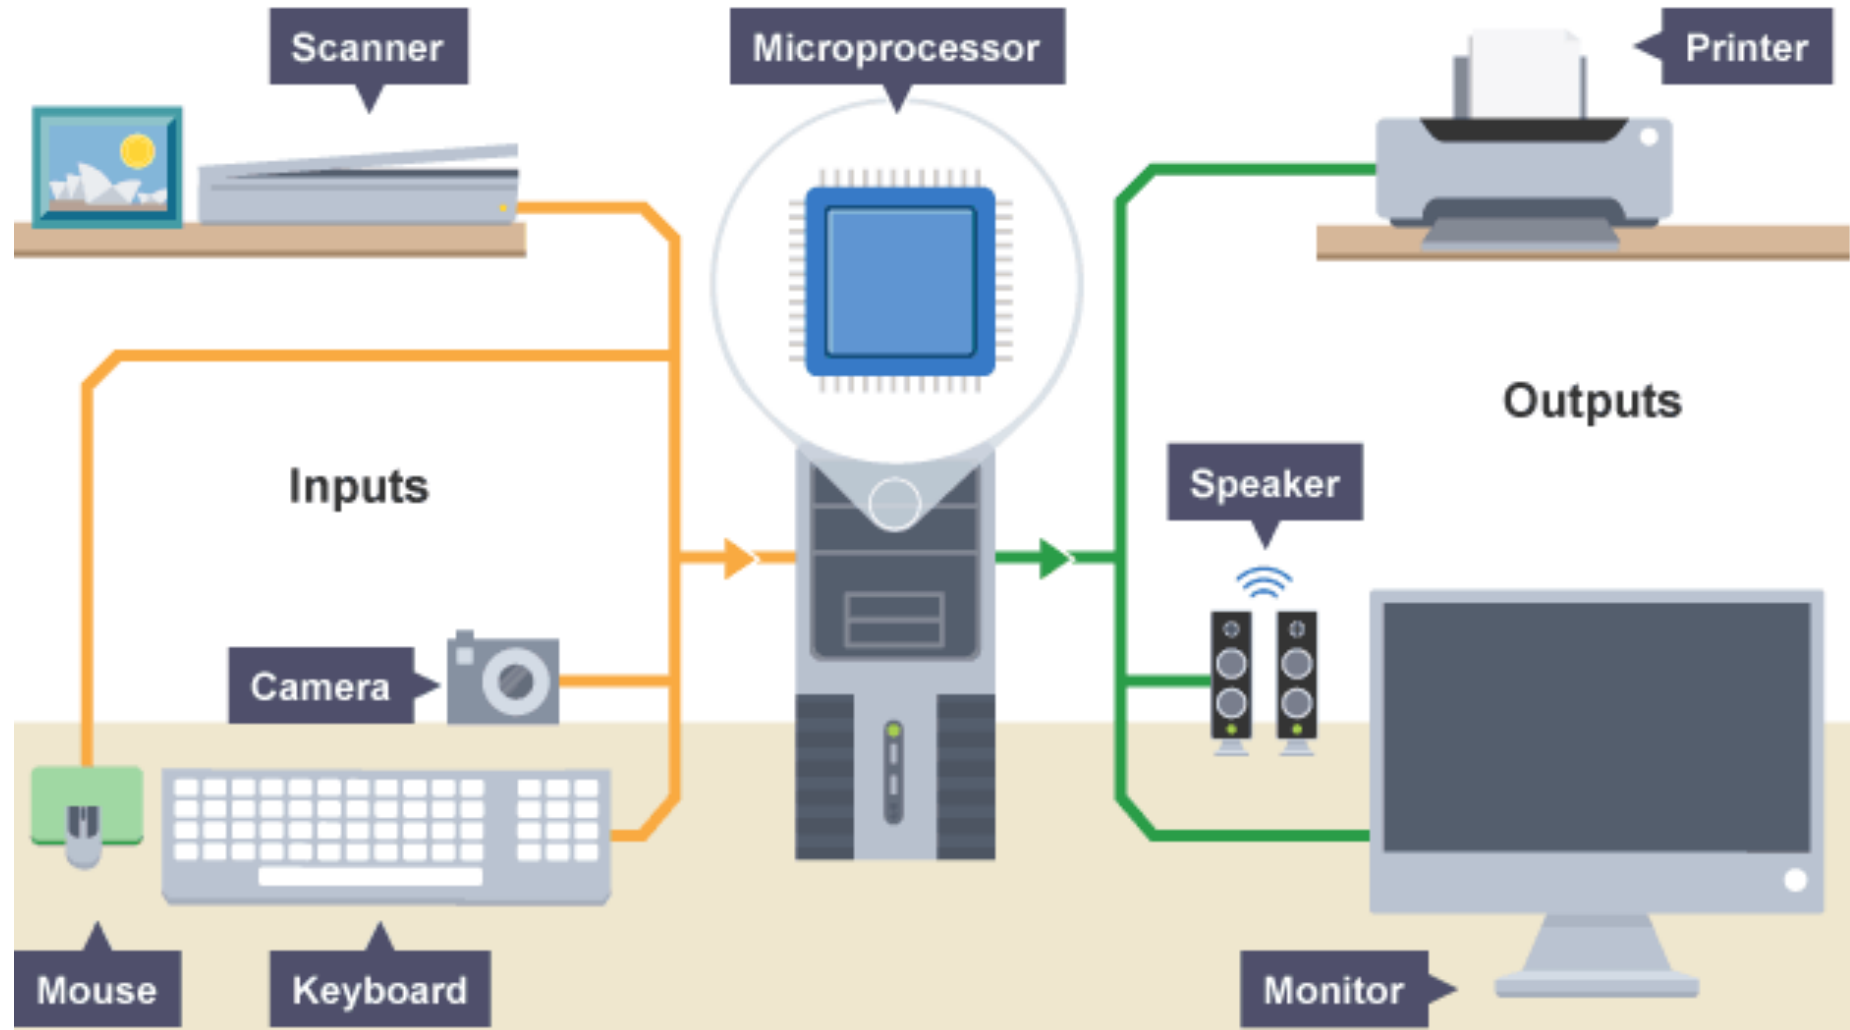 Scanner
Microprocessor
Printer
Inputs
Outputs
Speaker
Camera
Mouse
Keyboard
Monitor